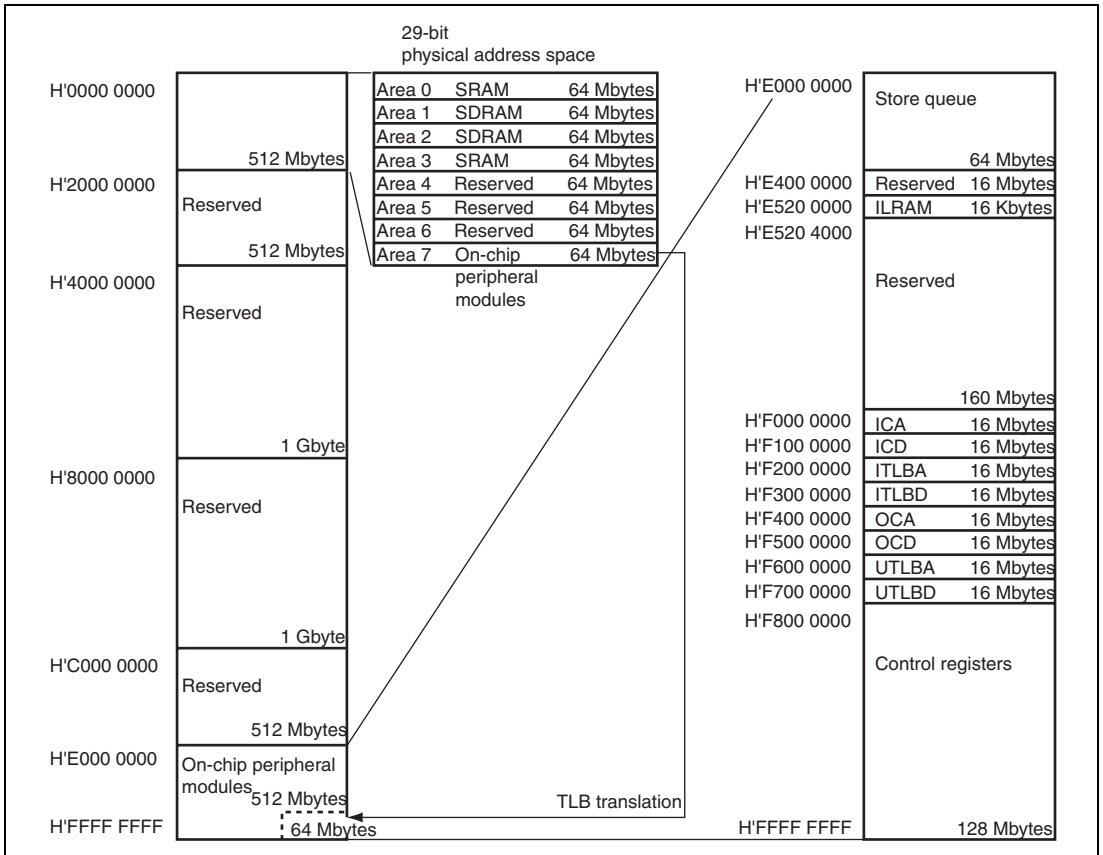 29-bit
physical address space
H'0000 0000
512 Mbytes
H'2000 0000
Reserved
512 Mbytes
H'4000 0000
Reserved
1 Gbyte
H'8000 0000
Reserved
1 Gbyte
H'C000 0000
Reserved
512 Mbytes
H'E000 0000
On-chip peripheral
modules
512 Mbytes
64 Mbytes
H'FFFF FFFF
Area 0 SRAM 64 Mbytes
Area 1 SDRAM 64 Mbytes
Area 2 SDRAM 64 Mbytes
Area 3 SRAM 64 Mbytes
Area 4 Reserved 64 Mbytes
Area 5 Reserved 64 Mbytes
Area 6 Reserved 64 Mbytes
Area 7 On-chip 64 Mbytes
peripheral
modules
TLB translation
H'E000 0000
Store queue
64 Mbytes
H'E400 0000 Reserved 16 Mbytes
H'E520 0000 ILRAM 16 Kbytes
H'E520 4000
Reserved
160 Mbytes
H'F000 0000 ICA 16 Mbytes
H'F100 0000 ICD 16 Mbytes
H'F200 0000 ITLBA 16 Mbytes
H'F300 0000 ITLBD 16 Mbytes
H'F400 0000 OCA 16 Mbytes
H'F500 0000 OCD 16 Mbytes
H'F600 0000 UTLBA 16 Mbytes
H'F700 0000 UTLBD 16 Mbytes
H'F800 0000
Control registers
H'FFFF FFFF 128 Mbytes